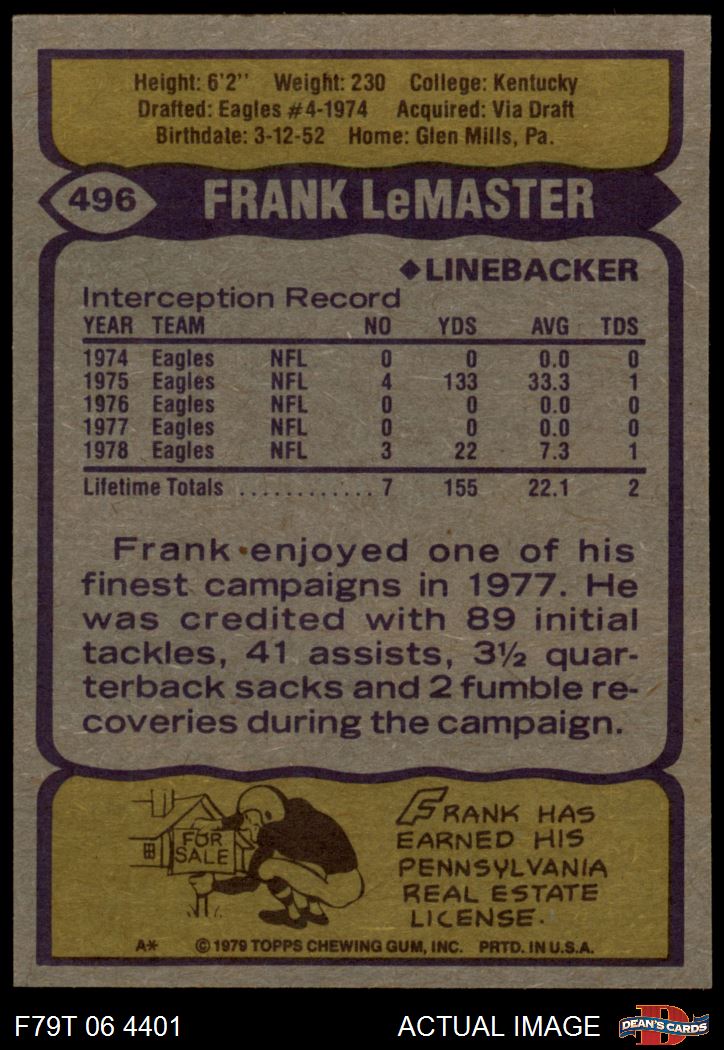 Height: 6'2'' Weight: 230 College: Kentucky
Drafted: Eagles #4-1974 Acquired: Via Draft
Birthdate: 3-12-52 Home: Glen Mills, Pa.
496 FRANK LeMASTER
◆LINEBACKER
Interception Record
YEAR TEAM NO YDS AVG TDS
1974 Eagles NFL 0 0 0.0 0
1975 Eagles NFL 4 133 33.3 1
1976 Eagles NFL 0 0 0.0 0
1977 Eagles NFL 0 0 0.0 0
1978 Eagles NFL 3 22 7.3 1
Lifetime Totals ............ 7 155 22.1 2
Frank enjoyed one of his
finest campaigns in 1977. He
was credited with 89 initial
tackles, 41 assists, 3½ quar-
terback sacks and 2 fumble re-
coveries during the campaign.
FOR
SALE
FRANK HAS
EARNED HIS
PENNSYLVANIA
REAL ESTATE
LICENSE.
A* © 1979 TOPPS CHEWING GUM, INC. PRTD. IN U.S.A.
F79T 06 4401 ACTUAL IMAGE D DEAN'S CARDS